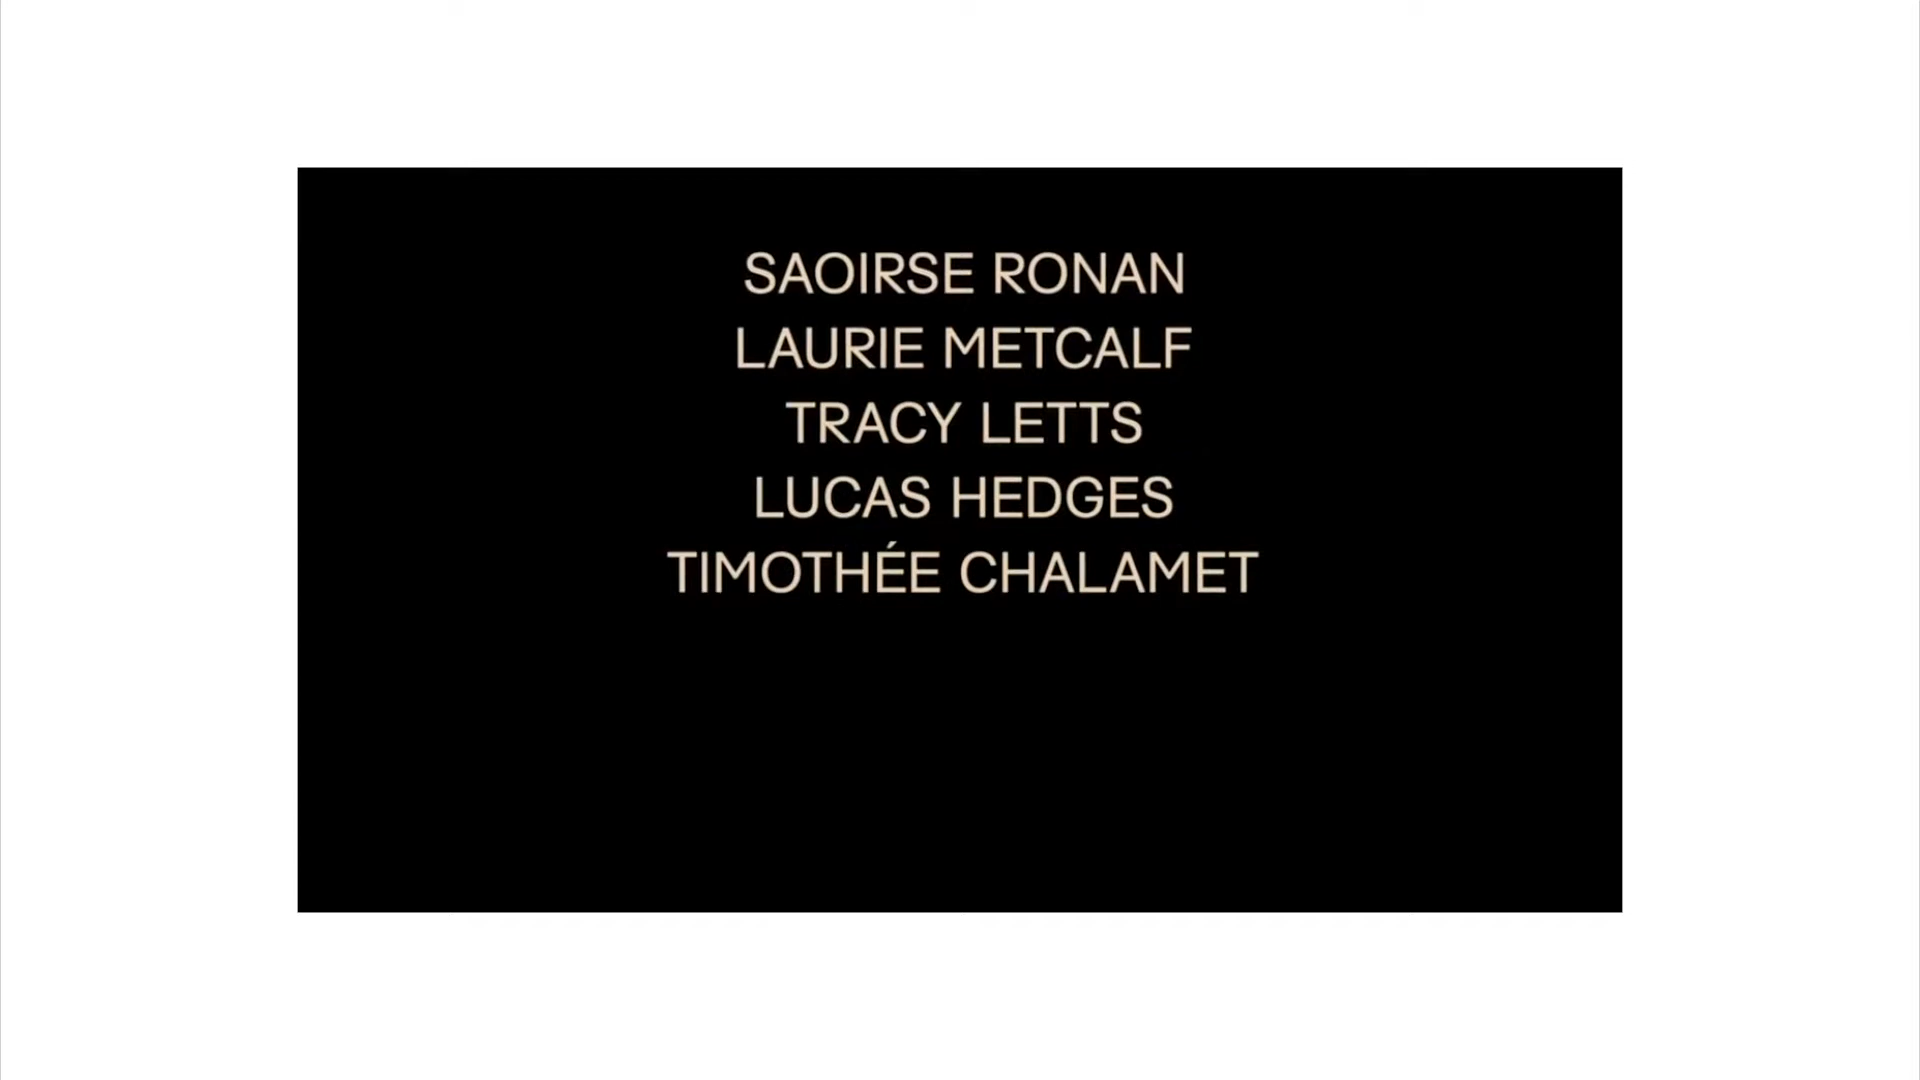 SAOIRSE RONAN
LAURIE METCALF
TRACY LETTS
LUCAS HEDGES
TIMOTHÉE CHALAMET